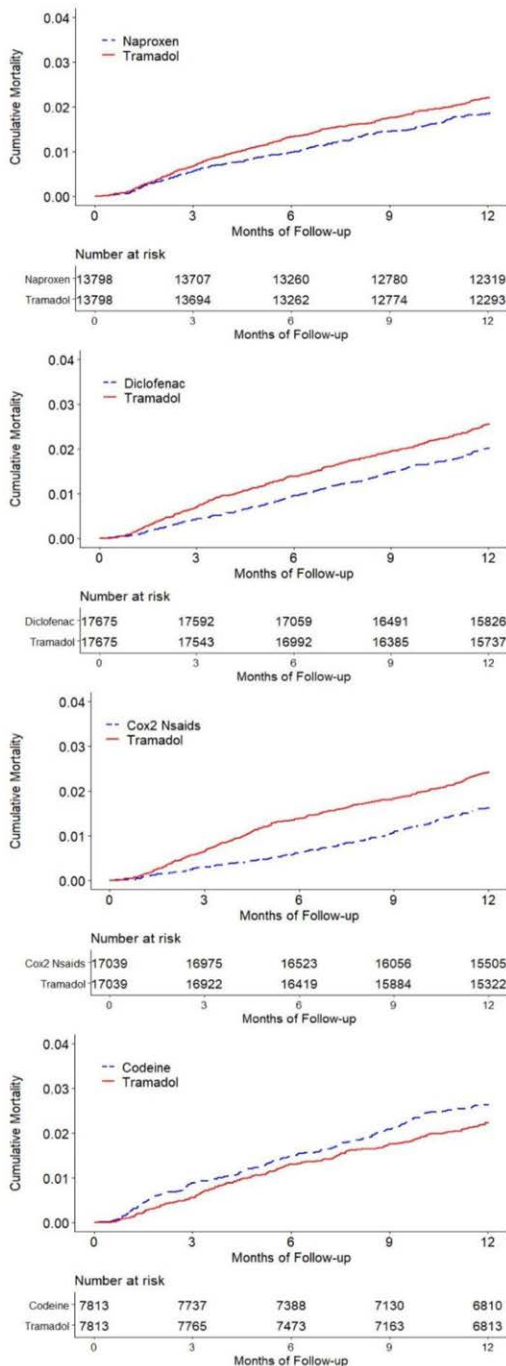 Cumulative Mortality
0.04
0.03
0.02
0.01
0.00
Naproxen
Tramadol
0 3 6 9 12
Months of Follow-up
Number at risk
Naproxen 13798 13707 13260 12780 12319
Tramadol 13798 13694 13262 12774 12293
0 3 6 9 12
Months of Follow-up
Cumulative Mortality
0.04
0.03
0.02
0.01
0.00
Diclofenac
Tramadol
0 3 6 9 12
Months of Follow-up
Number at risk
Diclofenac 17675 17592 17059 16491 15826
Tramadol 17675 17543 16992 16385 15737
0 3 6 9 12
Months of Follow-up
Cumulative Mortality
0.04
0.03
0.02
0.01
0.00
Cox2 Nsaids
Tramadol
0 3 6 9 12
Months of Follow-up
Number at risk
Cox2 Nsaids 17039 16975 16523 16056 15505
Tramadol 17039 16922 16419 15884 15322
0 3 6 9 12
Months of Follow-up
Cumulative Mortality
0.04
0.03
0.02
0.01
0.00
Codeine
Tramadol
0 3 6 9 12
Months of Follow-up
Number at risk
Codeine 7813 7737 7388 7130 6810
Tramadol 7813 7765 7473 7163 6813
0 3 6 9 12
Months of Follow-up